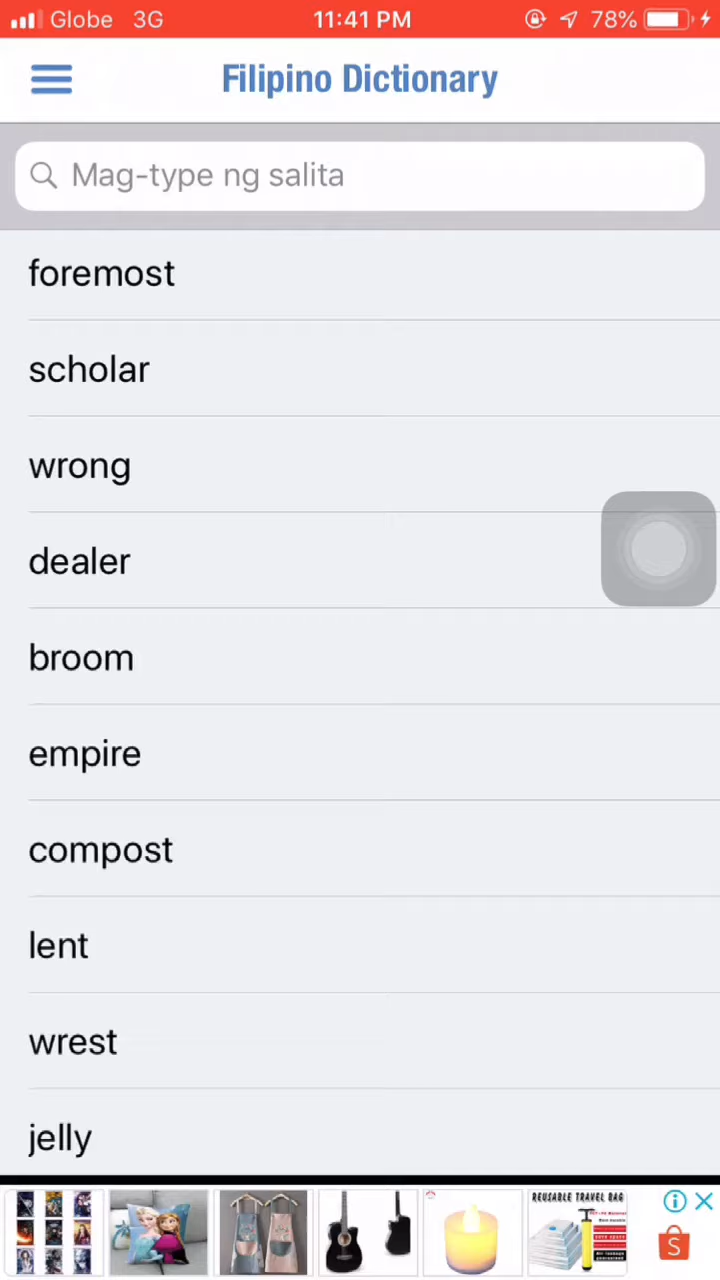 Globe 3G 11:41 PM 78%
Filipino Dictionary
Mag-type ng salita
foremost
scholar
wrong
dealer
broom
empire
compost
lent
wrest
jelly
REUSABLE TRAVEL BAG
S